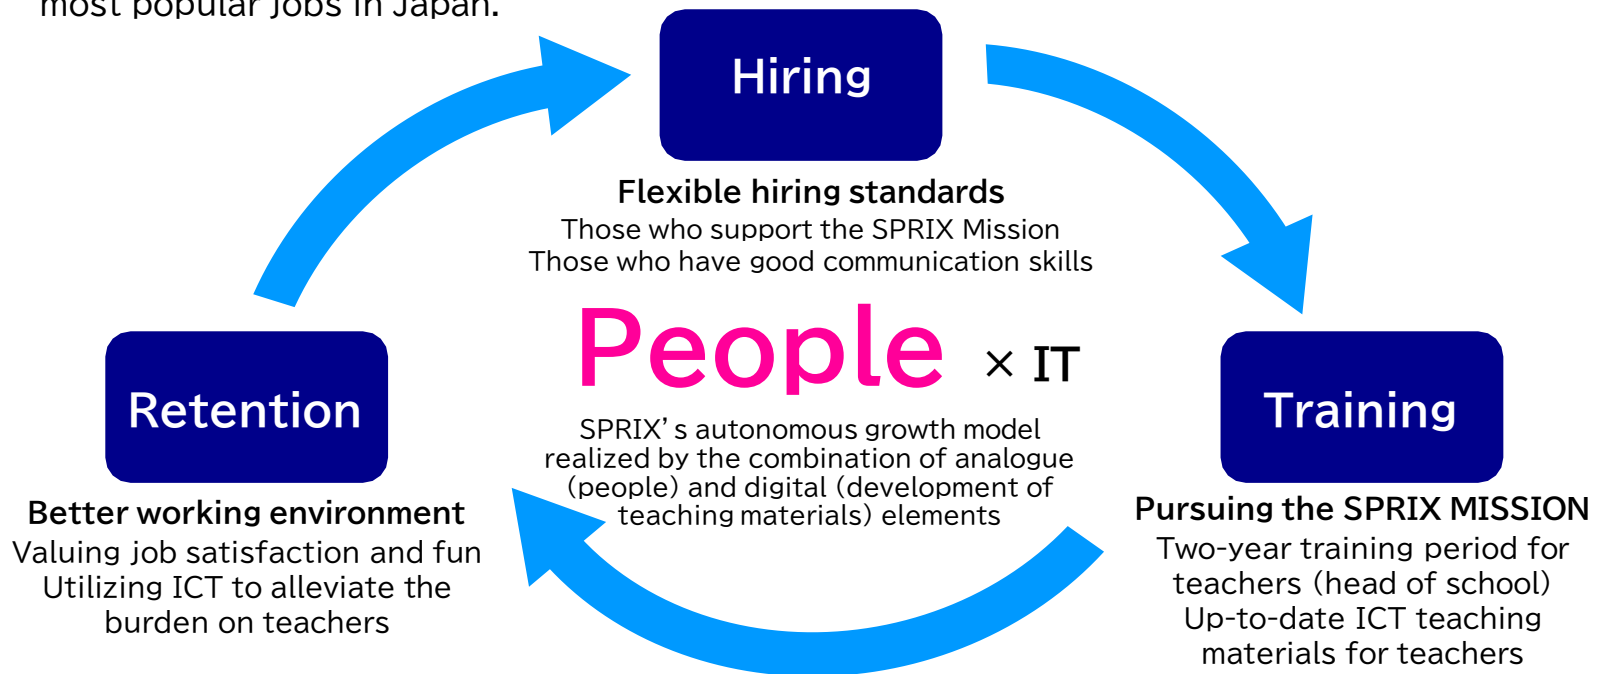 most popular jobs in Japan.
Hiring
Flexible hiring standards
Those who support the SPRIX Mission
Those who have good communication skills
People × IT
SPRIX’s autonomous growth model
realized by the combination of analogue
(people) and digital (development of
teaching materials) elements
Training
Pursuing the SPRIX MISSION
Two-year training period for
teachers (head of school)
Up-to-date ICT teaching
materials for teachers
Retention
Better working environment
Valuing job satisfaction and fun
Utilizing ICT to alleviate the
burden on teachers